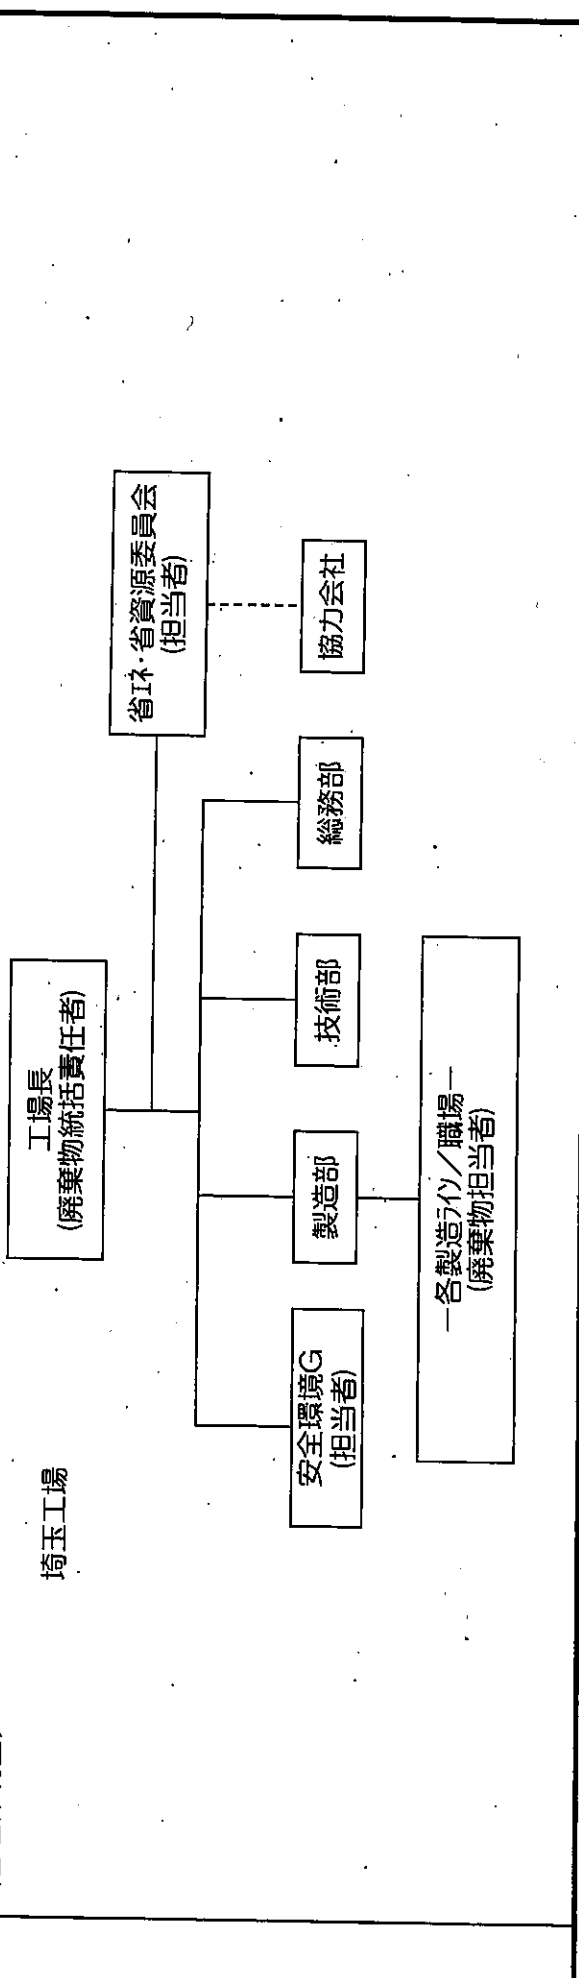 埼玉工場
工場長
(廃棄物統括責任者)
省エネ・省資源委員会
(担当者)
安全環境G
(担当者)
製造部
技術部
総務部
協力会社
－各製造ライン／職場－
(廃棄物担当者)